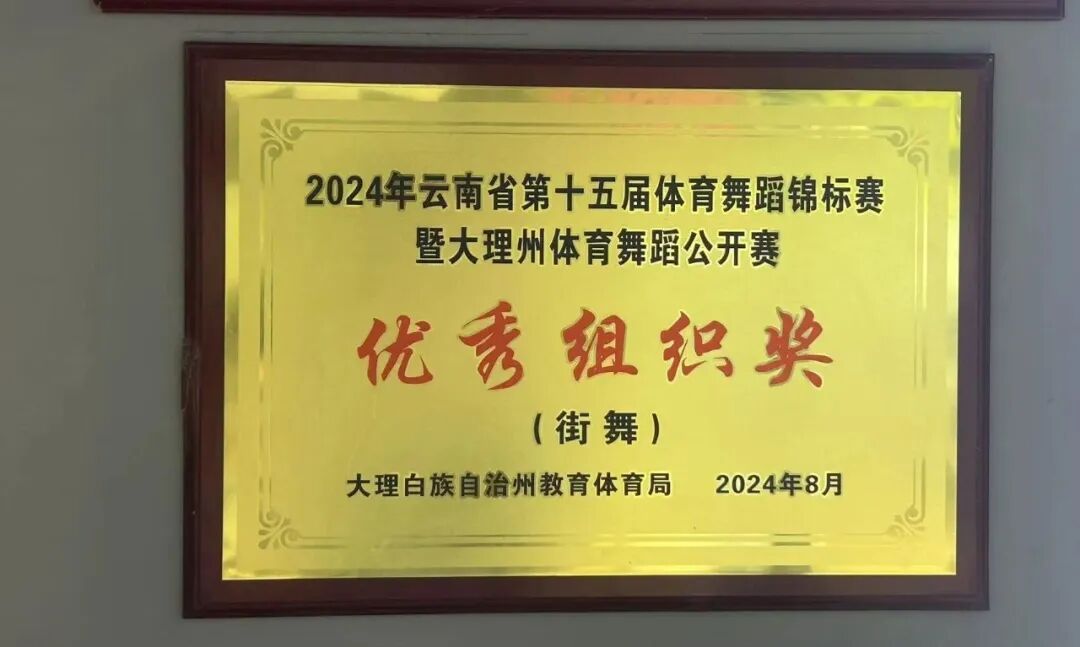 2024年云南省第十五届体育舞蹈锦标赛
暨大理州体育舞蹈公开赛
优秀组织奖
(街舞)
大理白族自治州教育体育局 2024年8月